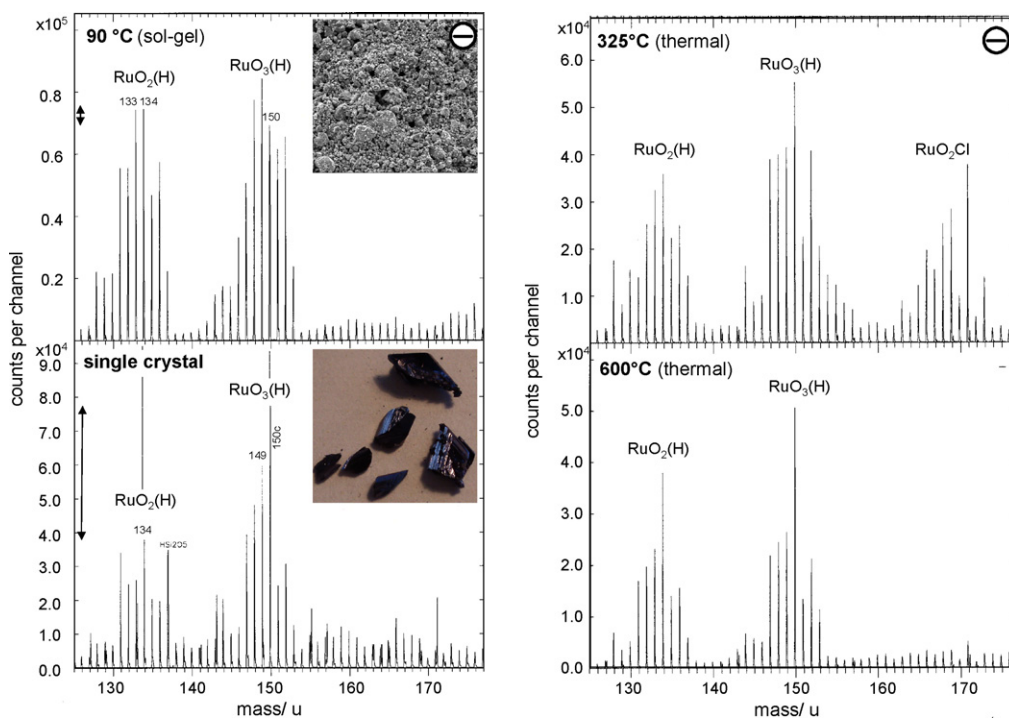 90 °C (sol-gel)
x10⁵
RuO₂(H)
RuO₃(H)
133 134
150
0.8
0.6
0.4
0.2
counts per channel
single crystal
x10⁴
9.0
8.0
7.0
6.0
5.0
4.0
3.0
2.0
1.0
0.0
RuO₃(H)
149
150c
RuO₂(H)
134
HSi2O5
130 140 150 160 170
mass/ u
325°C (thermal)
x10⁴
6.0
5.0
4.0
3.0
2.0
1.0
RuO₃(H)
RuO₂(H)
RuO₂Cl
counts per channel
600°C (thermal)
x10⁴
5.0
4.0
3.0
2.0
1.0
0.0
RuO₃(H)
RuO₂(H)
130 140 150 160 170
mass/ u